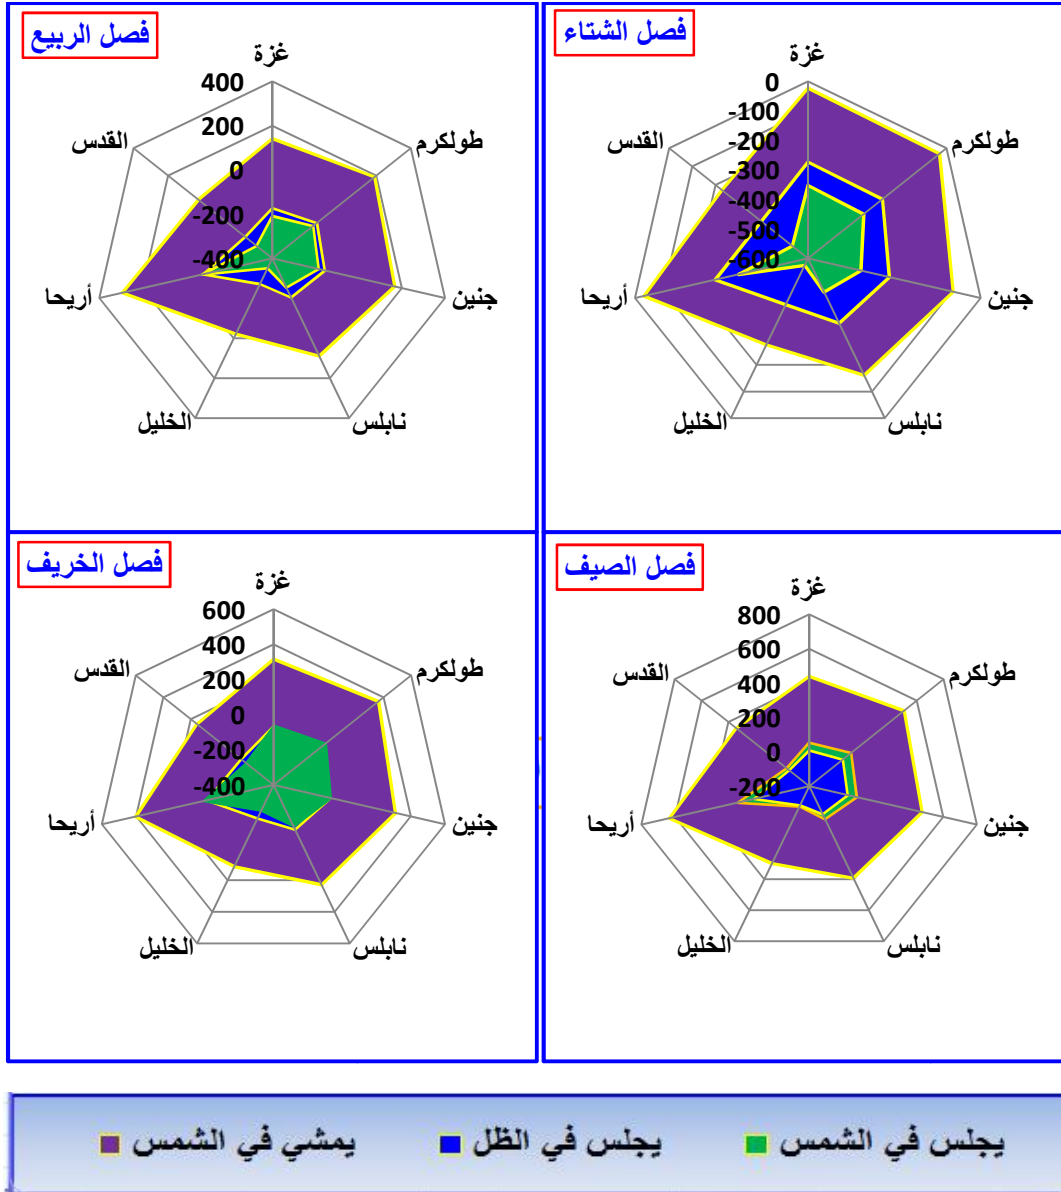 فصل الشتاء
غزة
طولكرم
جنين
نابلس
الخليل
أريحا
القدس
0
-100
-200
-300
-400
-500
-600
فصل الربيع
غزة
طولكرم
جنين
نابلس
الخليل
أريحا
القدس
400
200
0
-200
-400
فصل الصيف
غزة
طولكرم
جنين
نابلس
الخليل
أريحا
القدس
800
600
400
200
0
-200
فصل الخريف
غزة
طولكرم
جنين
نابلس
الخليل
أريحا
القدس
600
400
200
0
-200
-400
يجلس في الشمس يجلس في الظل يمشي في الشمس